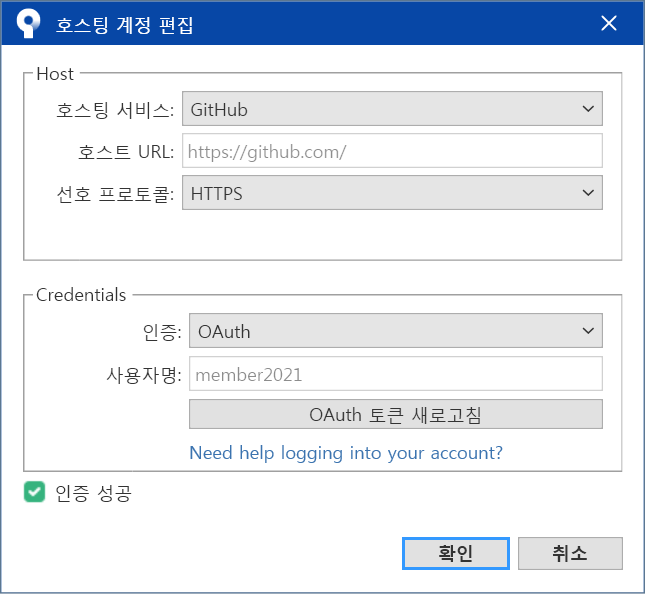 호스팅 계정 편집
Host
호스팅 서비스: GitHub
호스트 URL: https://github.com/
선호 프로토콜: HTTPS
Credentials
인증: OAuth
사용자명: member2021
OAuth 토큰 새로고침
Need help logging into your account?
인증 성공
확인 취소